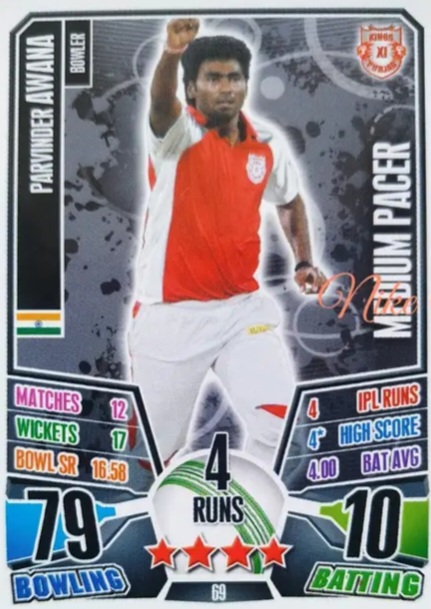 PARVINDER AWANA
BOWLER
KINGS
XI
PUNJAB
MEDIUM PACER
Nike
MATCHES 12
WICKETS 17
BOWL SR 16.58
4 IPL RUNS
4* HIGH SCORE
4.00 BAT AVG
4
RUNS
79
BOWLING
10
BATTING
69